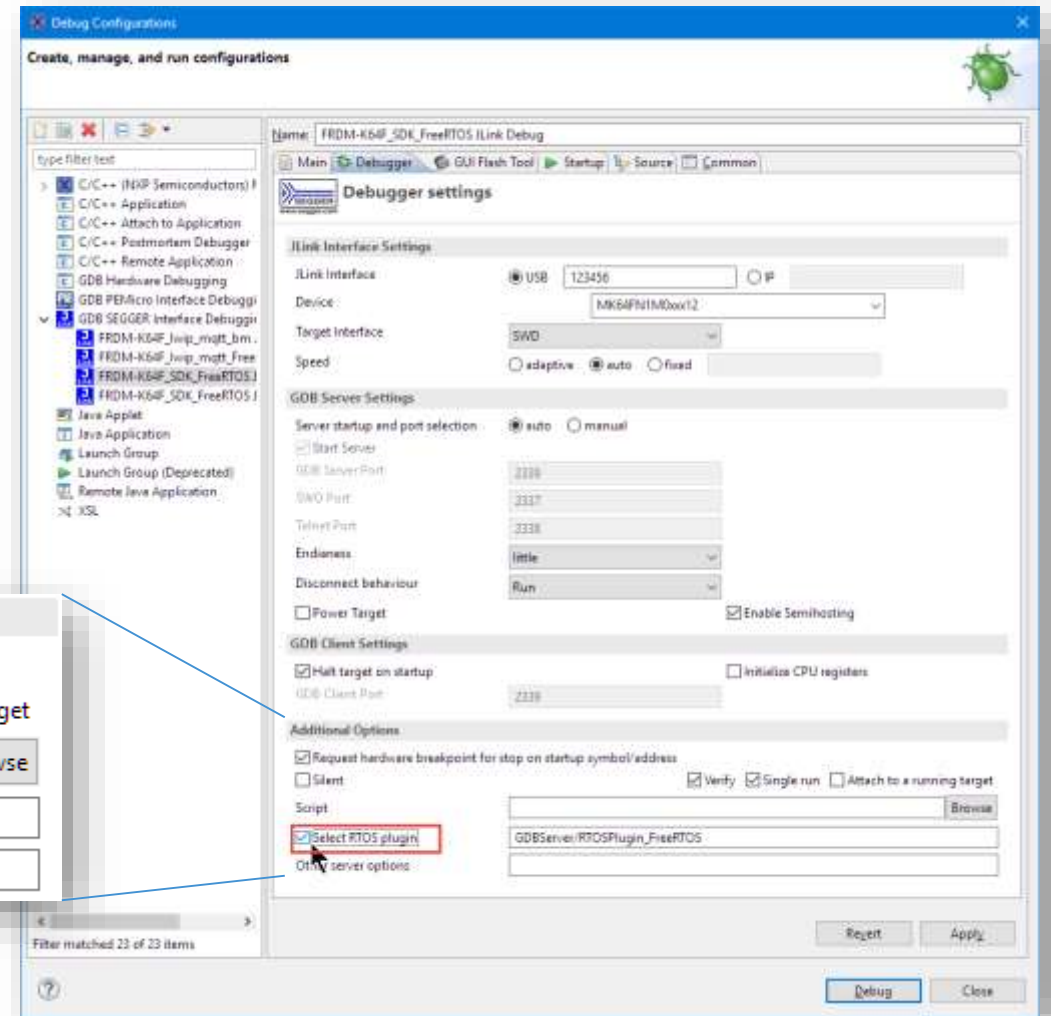 Debug Configurations
Create, manage, and run configurations
type filter text
C/C++ (NXP Semiconductors)
C/C++ Application
C/C++ Attach to Application
C/C++ Postmortem Debugger
C/C++ Remote Application
GDB Hardware Debugging
GDB PEMicro Interface Debuggi
GDB SEGGER Interface Debuggin
FRDM-K64F_lwip_mqtt_bm
FRDM-K64F_lwip_mqtt_Free
FRDM-K64F_SDK_FreeRTOS J
FRDM-K64F_SDK_FreeRTOS J
Java Applet
Java Application
Launch Group
Launch Group (Deprecated)
Remote Java Application
XSL
Filter matched 23 of 23 items
Name: FRDM-K64F_SDK_FreeRTOS JLink Debug
Main Debugger GUI Flash Tool Startup Source Common
SEGGER
Debugger settings
JLink Interface Settings
JLink Interface USB 123456 IP
Device MK64FN1M0xxx12
Target Interface SWD
Speed adaptive auto fixed
GDB Server Settings
Server startup and port selection auto manual
Start Server
GDB Server Port
SWO Port 2337
Telnet Port
Endianess little
Disconnect behaviour Run
Power Target Enable Semihosting
GDB Client Settings
Halt target on startup Initialize CPU registers
GDB Client Port
Additional Options
Request hardware breakpoint for stop on startup symbol/address
Silent Verify Single run Attach to a running target
Script Browse
Select RTOS plugin GDBServer/RTOSPlugin_FreeRTOS
server options
Revert Apply
Debug Close
get
wse